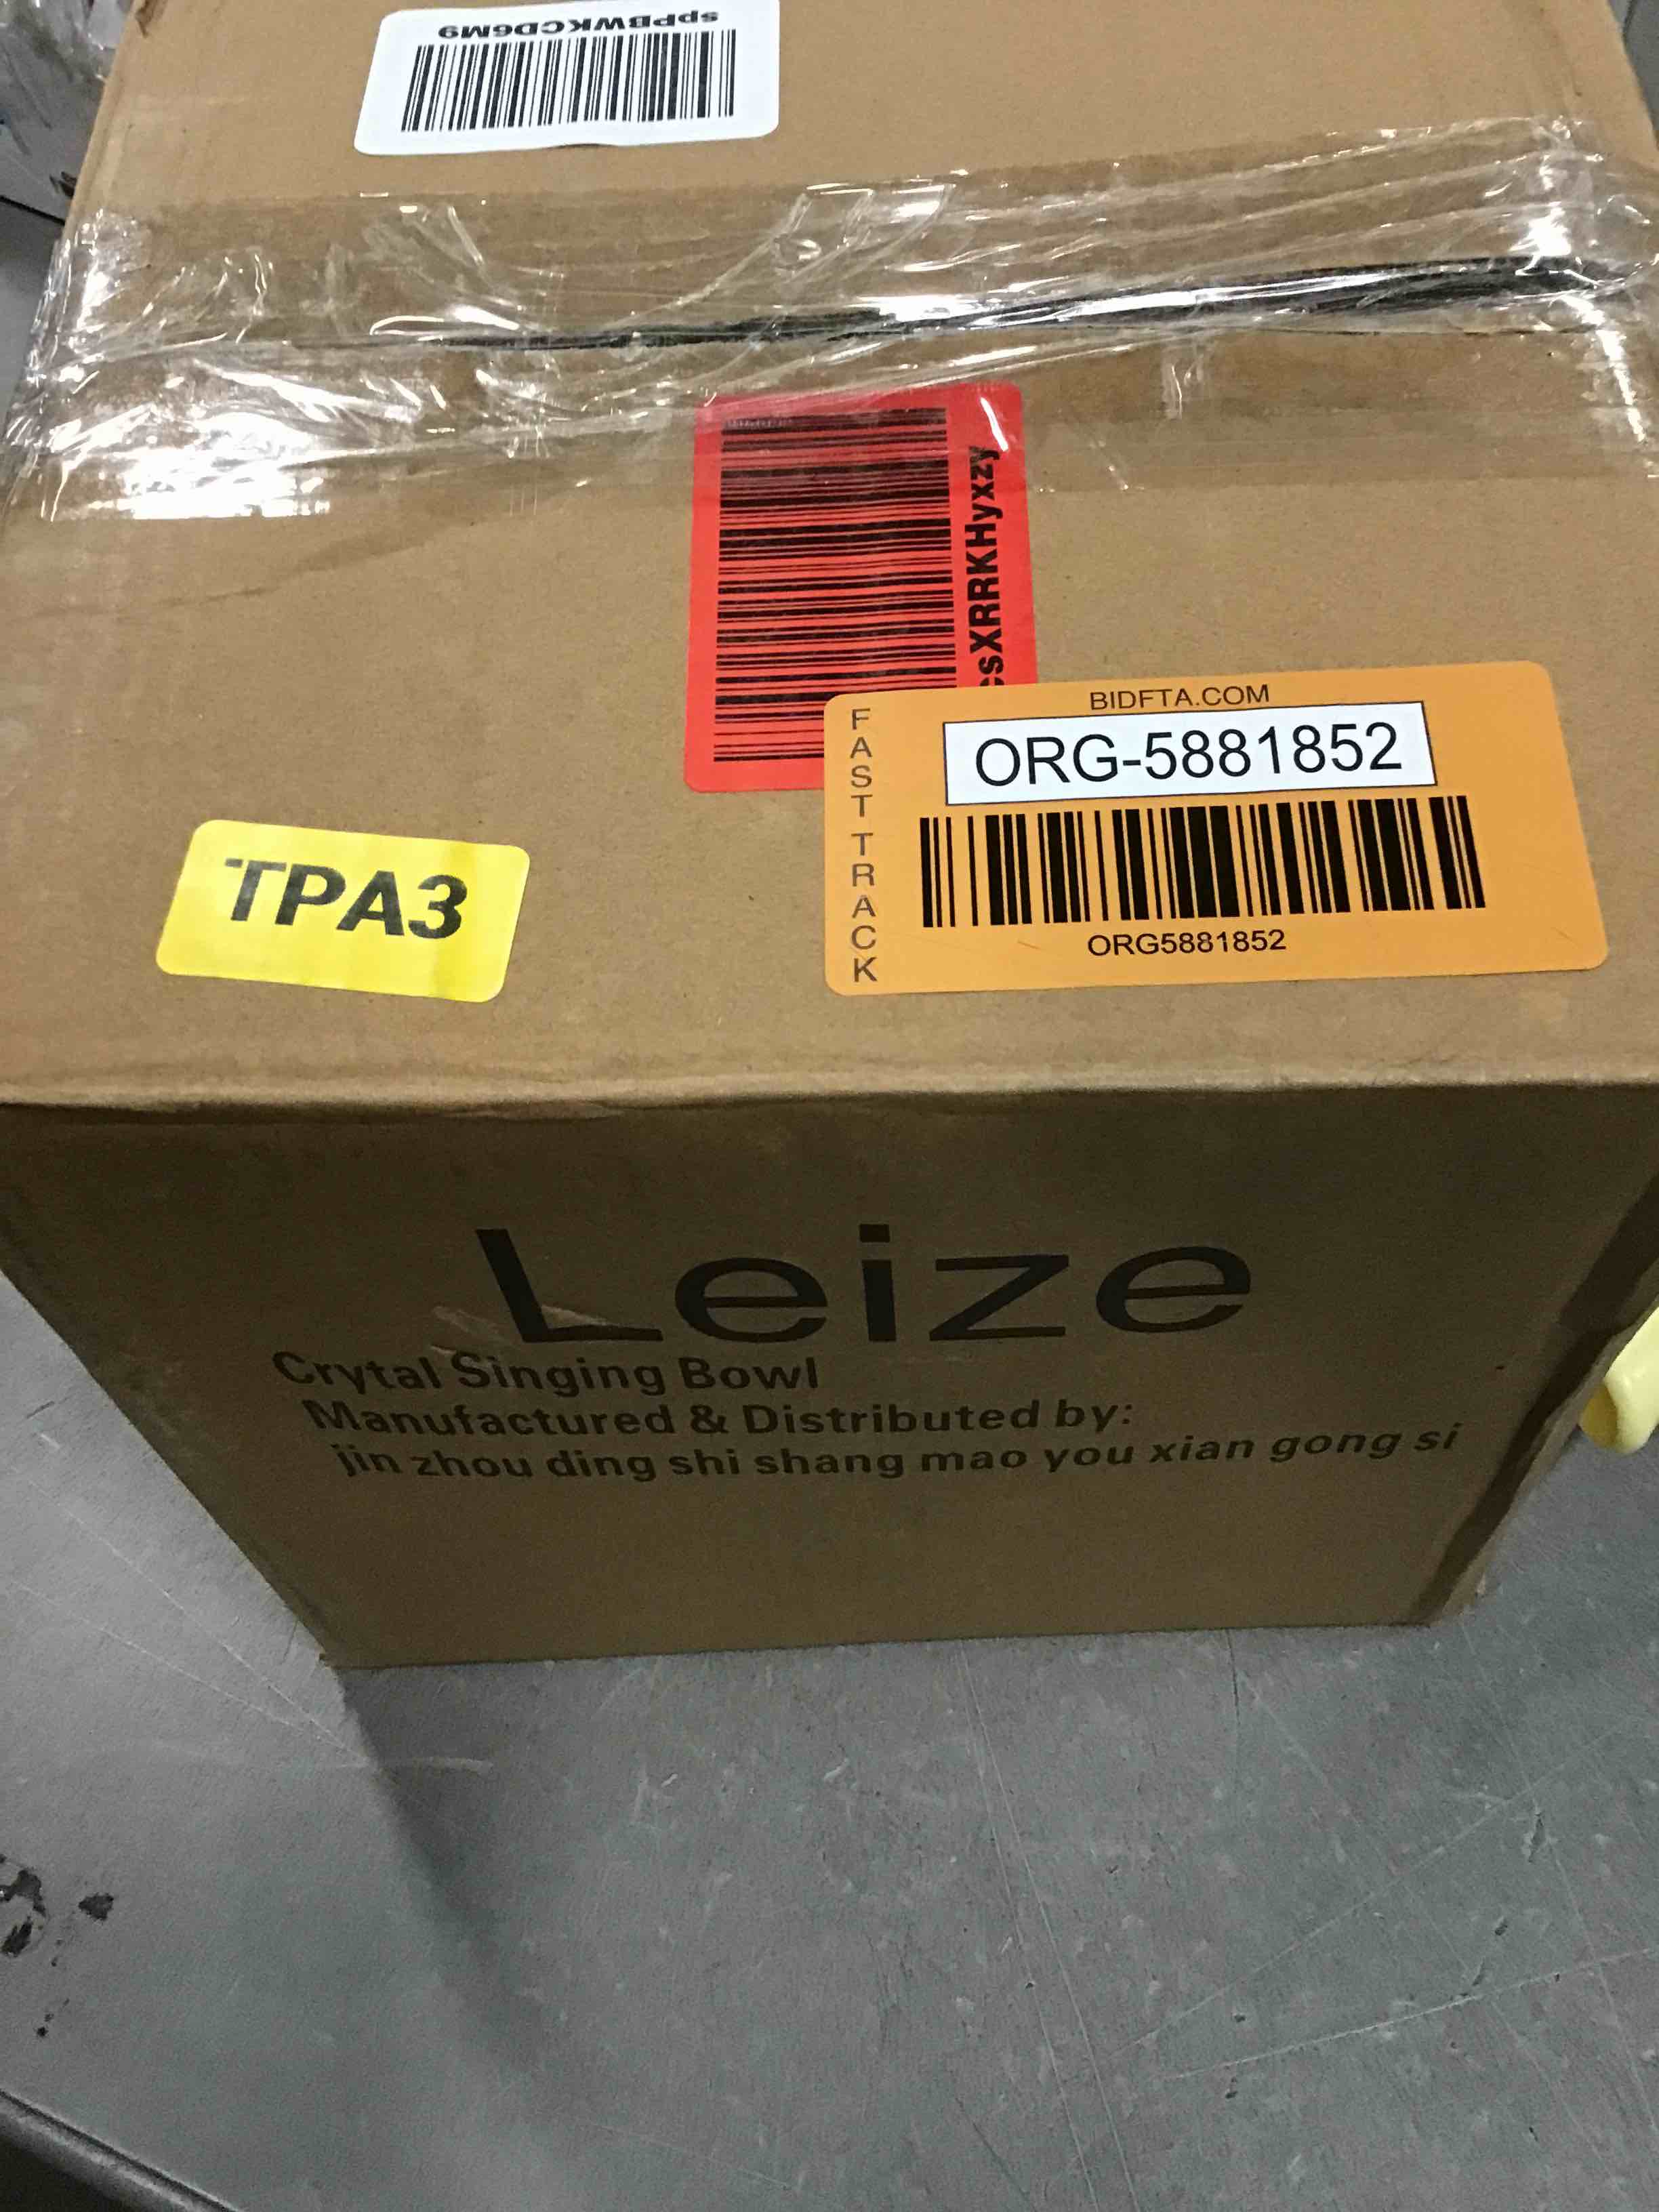 spPBWKCD6M9
csXRRKHyxzy
BIDFTA.COM
FAST TRACK
ORG-5881852
ORG5881852
TPA3
Leize
Crytal Singing Bowl
Manufactured & Distributed by:
jin zhou ding shi shang mao you xian gong si